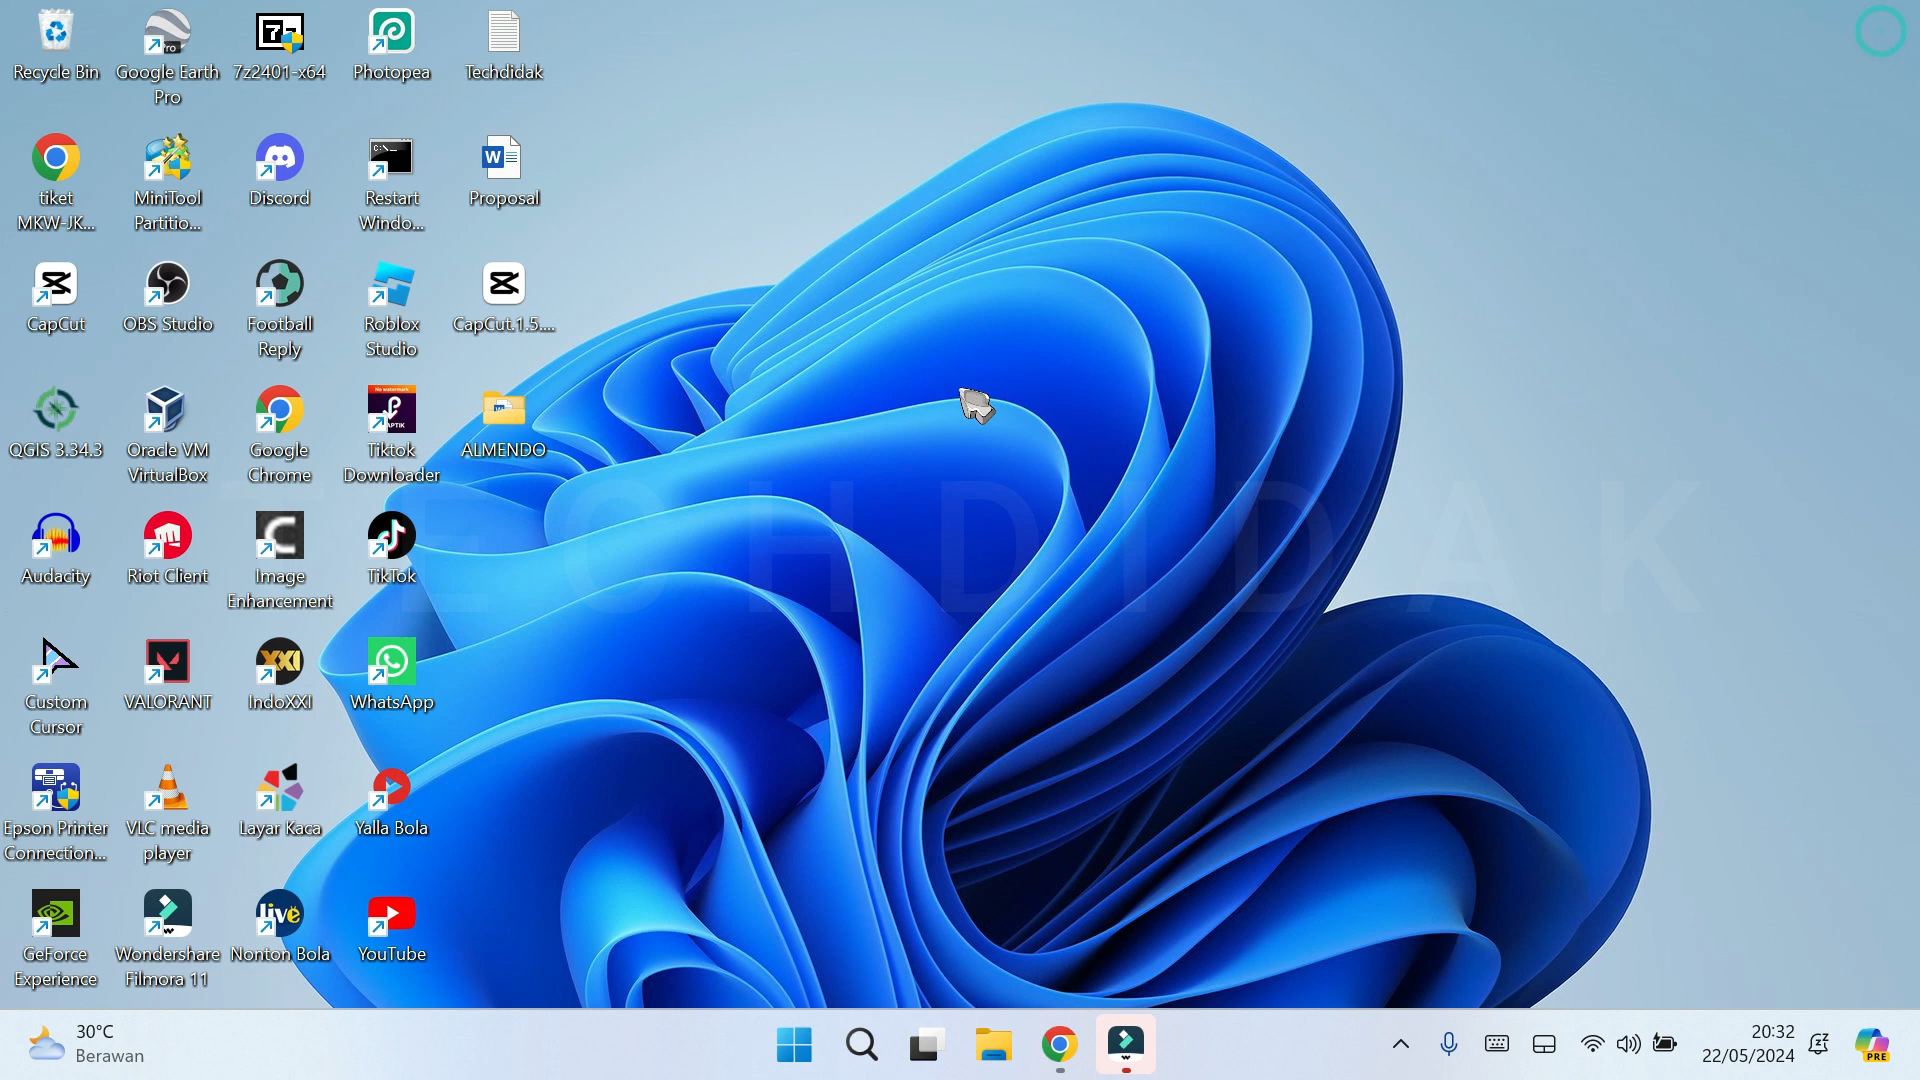 Recycle Bin
Google Earth
Pro
7z2401-x64
Photopea
Techdidak
tiket
MKW-JK...
MiniTool
Partitio...
Discord
Restart
Windo...
Proposal
CapCut
OBS Studio
Football
Reply
Roblox
Studio
CapCut.1.5....
QGIS 3.34.3
Oracle VM
VirtualBox
Google
Chrome
Tiktok
Downloader
ALMENDO
Audacity
Riot Client
Image
Enhancement
TikTok
TECHDIDAK
Custom
Cursor
VALORANT
IndoXXI
WhatsApp
Epson Printer
Connection...
VLC media
player
Layar Kaca
Yalla Bola
GeForce
Experience
Wondershare
Filmora 11
Nonton Bola
YouTube
30°C
Berawan
20:32
22/05/2024
PRE